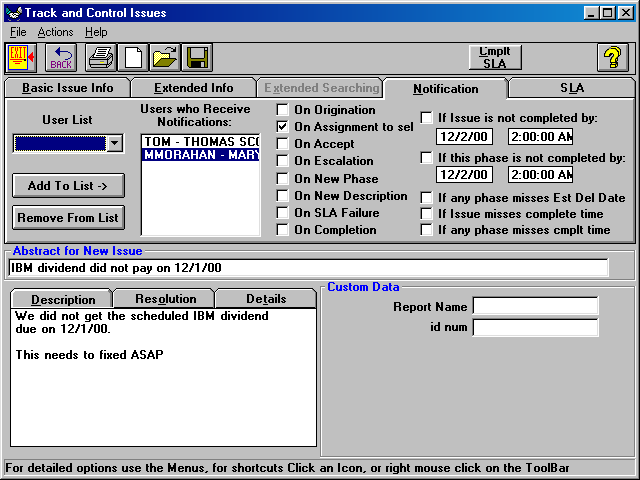 Track and Control Issues
File Actions Help
EXIT
BACK
Cmplt
SLA
Basic Issue Info
Extended Info
Extended Searching
Notification
SLA
User List
Add To List ->
Remove From List
Users who Receive
Notifications:
TOM - THOMAS SCO
MMORAHAN - MARY
On Origination
On Assignment to sel
On Accept
On Escalation
On New Phase
On New Description
On SLA Failure
On Completion
If Issue is not completed by:
12/2/00 2:00:00 AM
If this phase is not completed by:
12/2/00 2:00:00 AM
If any phase misses Est Del Date
If Issue misses complete time
If any phase misses cmplt time
Abstract for New Issue
IBM dividend did not pay on 12/1/00
Description
Resolution
Details
We did not get the scheduled IBM dividend
due on 12/1/00.
This needs to fixed ASAP
Custom Data
Report Name
id num
For detailed options use the Menus, for shortcuts Click an Icon, or right mouse click on the ToolBar